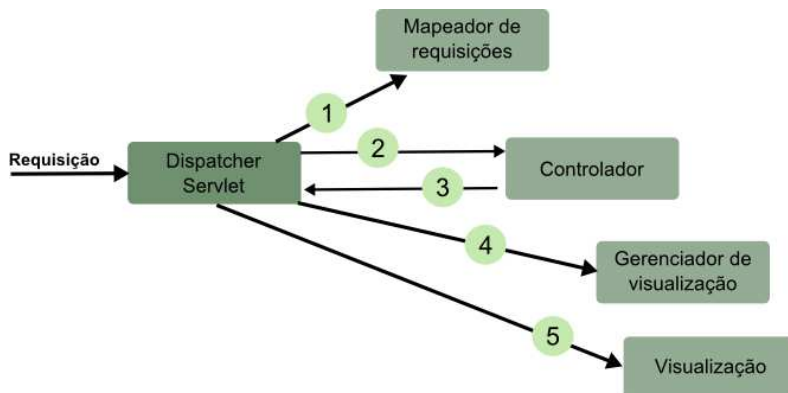 Mapeador de
requisições
1
Requisição
Dispatcher
Servlet
2
3
Controlador
4
Gerenciador de
visualização
5
Visualização